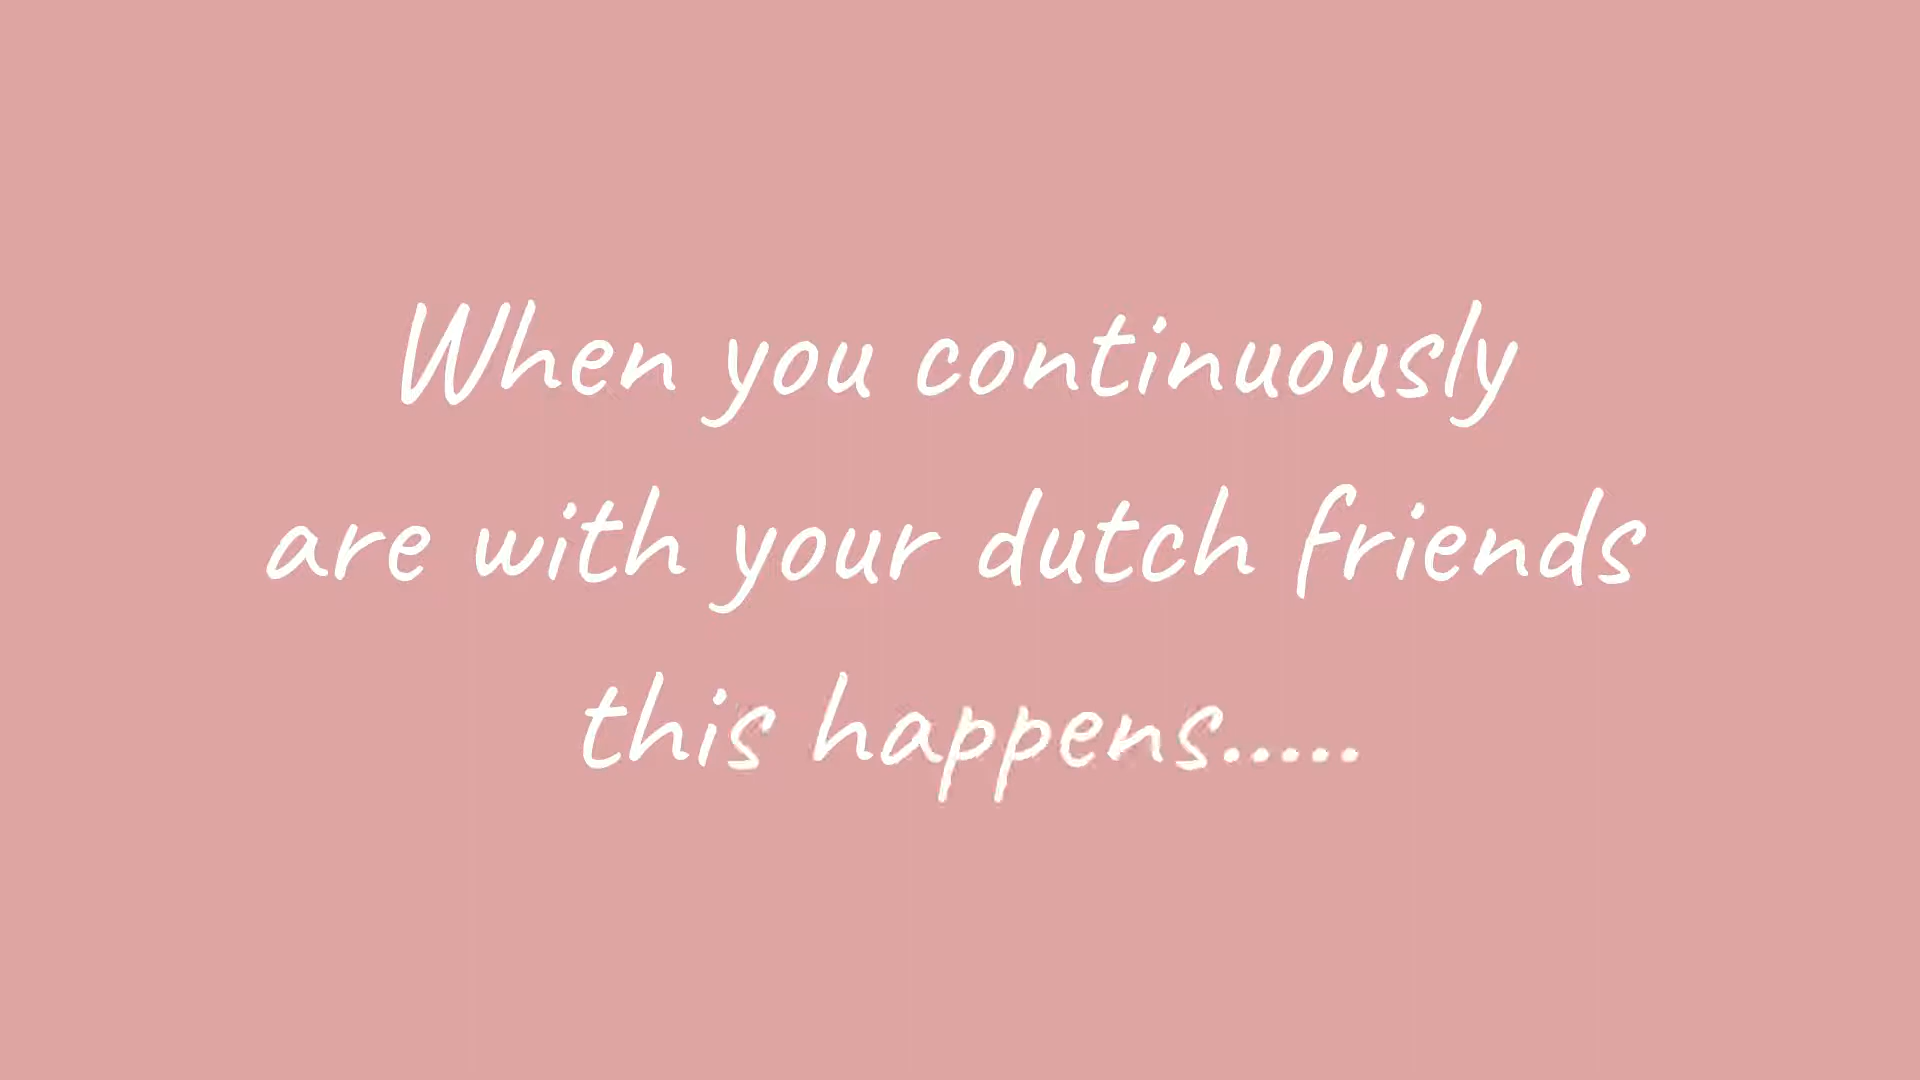 When you continuously
are with your dutch friends
this happens.....